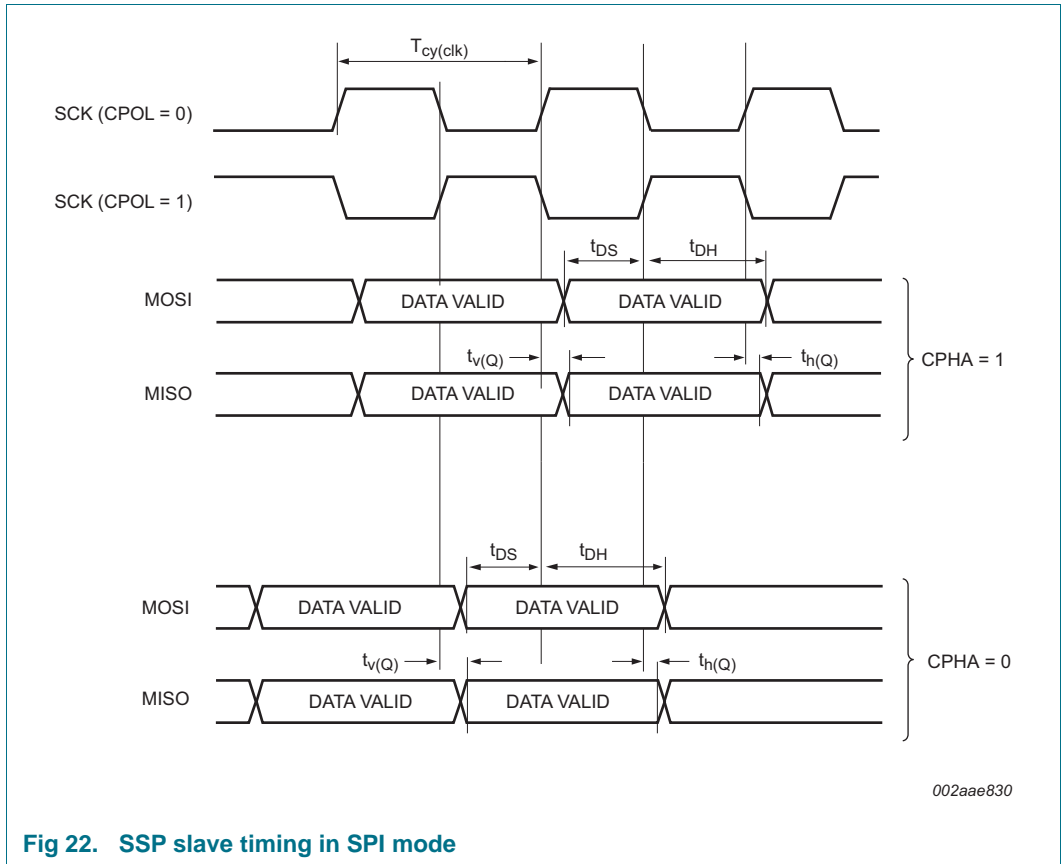 Tcy(clk)
SCK (CPOL = 0)
SCK (CPOL = 1)
tDS tDH
MOSI DATA VALID DATA VALID
tv(Q) th(Q)
CPHA = 1
MISO DATA VALID DATA VALID
tDS tDH
MOSI DATA VALID DATA VALID
tv(Q) th(Q)
CPHA = 0
MISO DATA VALID DATA VALID
002aae830
Fig 22. SSP slave timing in SPI mode